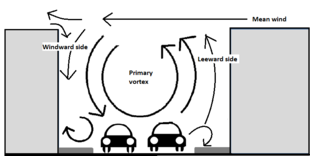 Mean wind
Windward side
Leeward side
Primary
vortex